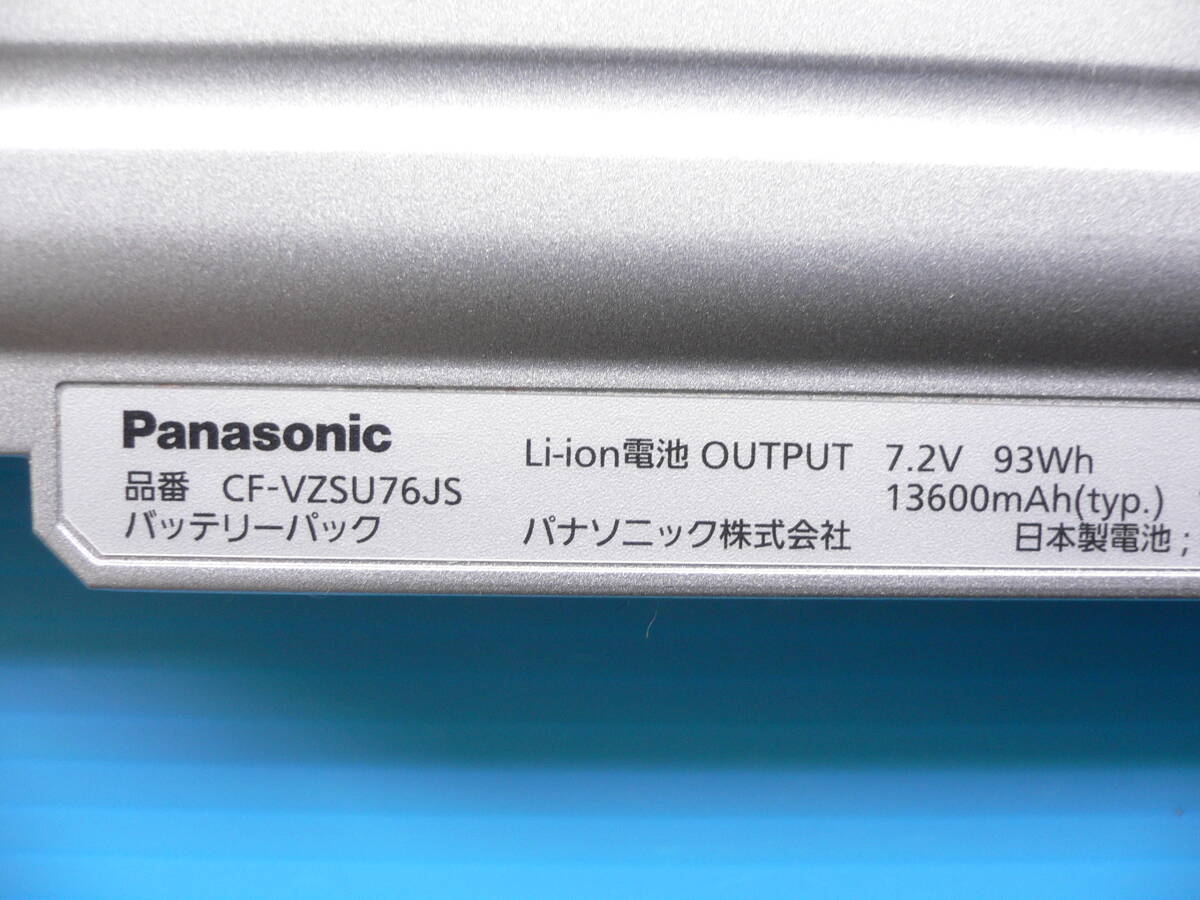 Panasonic
品番 CF-VZSU76JS
バッテリーパック
Li-ion電池 OUTPUT 7.2V 93Wh
13600mAh(typ.)
パナソニック株式会社 日本製電池 ;